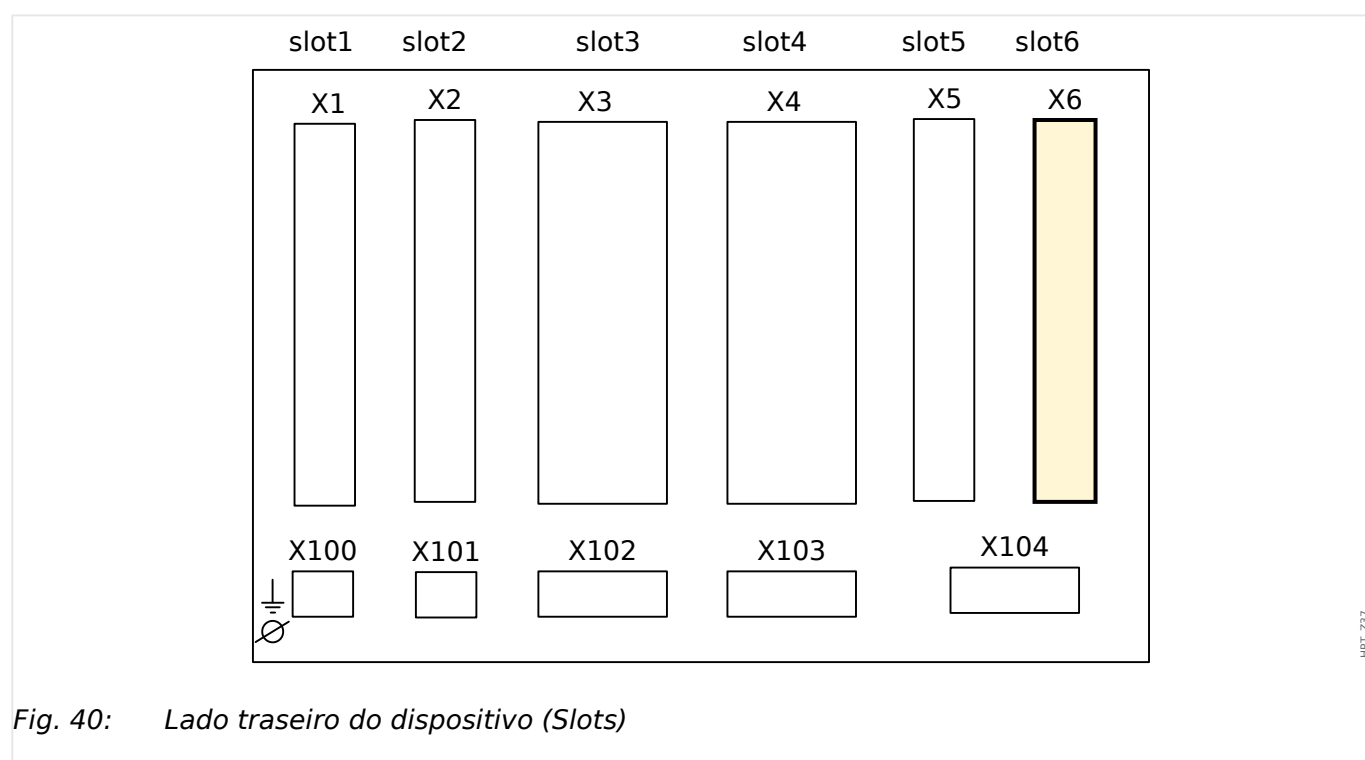 slot1 slot2 slot3 slot4 slot5 slot6
X1 X2 X3 X4 X5 X6
X100 X101 X102 X103 X104
Fig. 40: Lado traseiro do dispositivo (Slots)